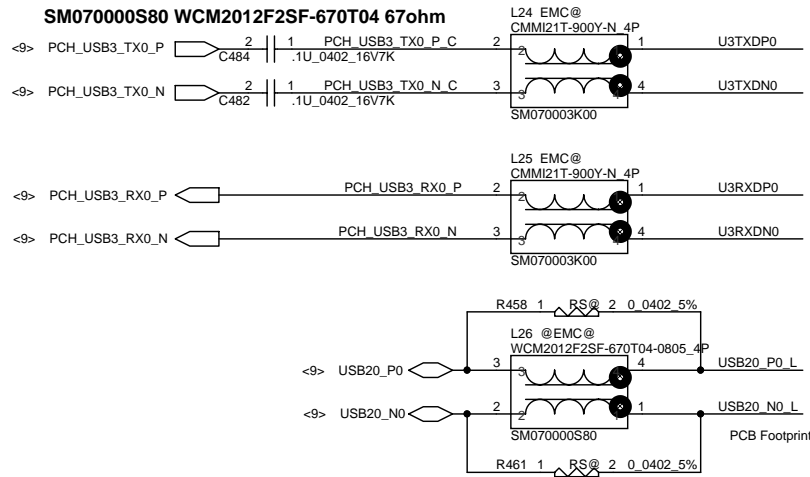 SM070000S80 WCM2012F2SF-670T04 67ohm
L24 EMC@
CMMI21T-900Y-N_4P
<9> PCH_USB3_TX0_P 2 1 PCH_USB3_TX0_P_C 2 2 1 U3TXDP0
C484 .1U_0402_16V7K
<9> PCH_USB3_TX0_N 2 1 PCH_USB3_TX0_N_C 3 3 4 U3TXDN0
C482 .1U_0402_16V7K
SM070003K00
L25 EMC@
CMMI21T-900Y-N_4P
<9> PCH_USB3_RX0_P PCH_USB3_RX0_P 2 2 1 U3RXDP0
<9> PCH_USB3_RX0_N PCH_USB3_RX0_N 3 3 4 U3RXDN0
SM070003K00
R458 1 RS@ 2 0_0402_5%
L26 @EMC@
WCM2012F2SF-670T04-0805_4P
<9> USB20_P0 3 3 4 USB20_P0_L
<9> USB20_N0 2 2 1 USB20_N0_L
SM070000S80 PCB Footprint
R461 1 RS@ 2 0_0402_5%